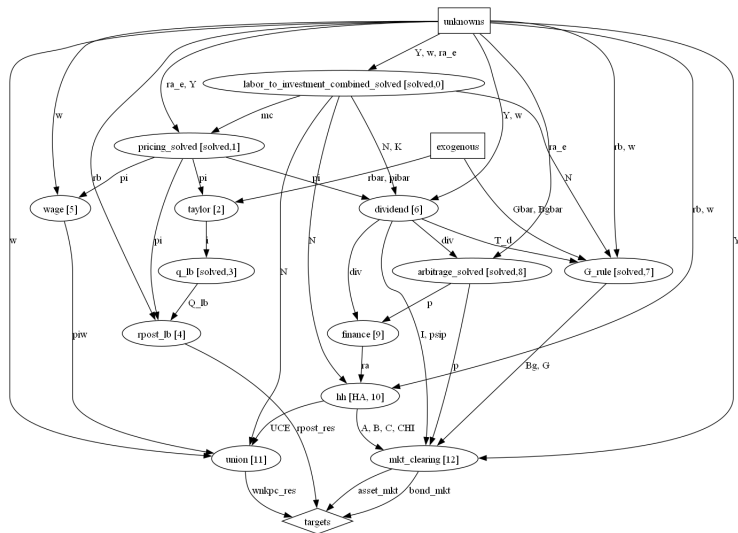 unknowns
Y, w, ra_e
labor_to_investment_combined_solved [solved,0]
ra_e, Y
w
mc
Y, w
rb, w
ra_e
rb, w
pricing_solved [solved,1]
exogenous
N, K
N
rb
pi
pi
pi
rbar, pibar
wage [5]
taylor [2]
dividend [6]
Gbar, Bgbar
w
pi
i
N
N
div
div
T_d
Y
q_lb [solved,3]
arbitrage_solved [solved,8]
G_rule [solved,7]
Q_lb
p
rpost_lb [4]
finance [9]
piw
I, psip
ra
p
Bg, G
hh [HA, 10]
UCE
rpost_res
A, B, C, CHI
union [11]
mkt_clearing [12]
wnkpc_res
asset_mkt
bond_mkt
targets